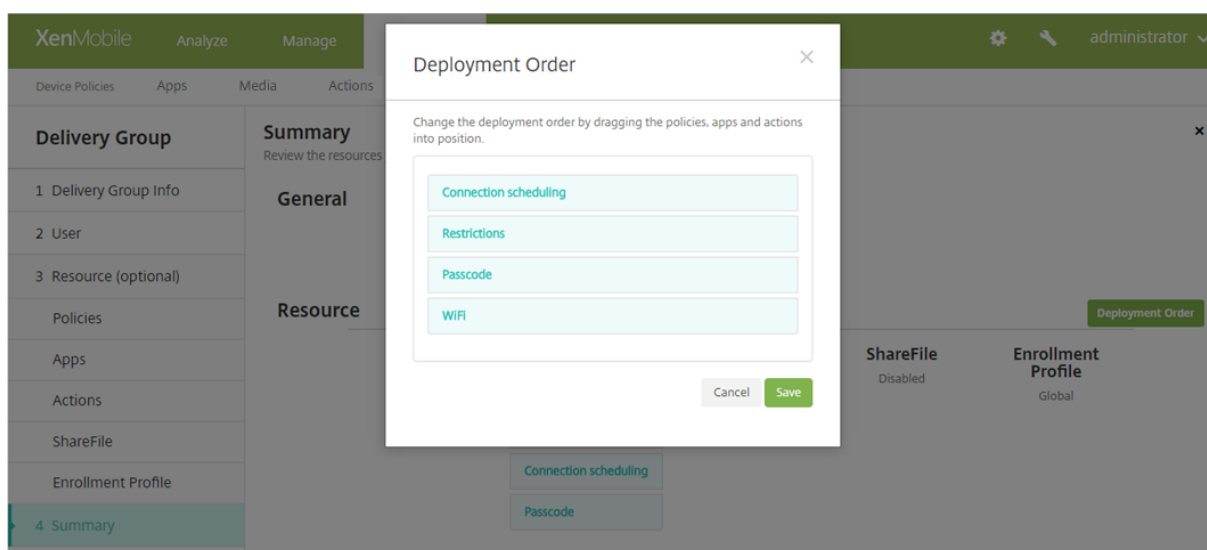 XenMobile Analyze Manage administrator
Device Policies Apps Media Actions
Delivery Group
1 Delivery Group Info
2 User
3 Resource (optional)
Policies
Apps
Actions
ShareFile
Enrollment Profile
4 Summary
Summary
Review the resources
General
Resource
Deployment Order
×
Change the deployment order by dragging the policies, apps and actions
into position.
Connection scheduling
Restrictions
Passcode
WiFi
Cancel Save
×
Deployment Order
ShareFile
Disabled
Enrollment
Profile
Global
Connection scheduling
Passcode